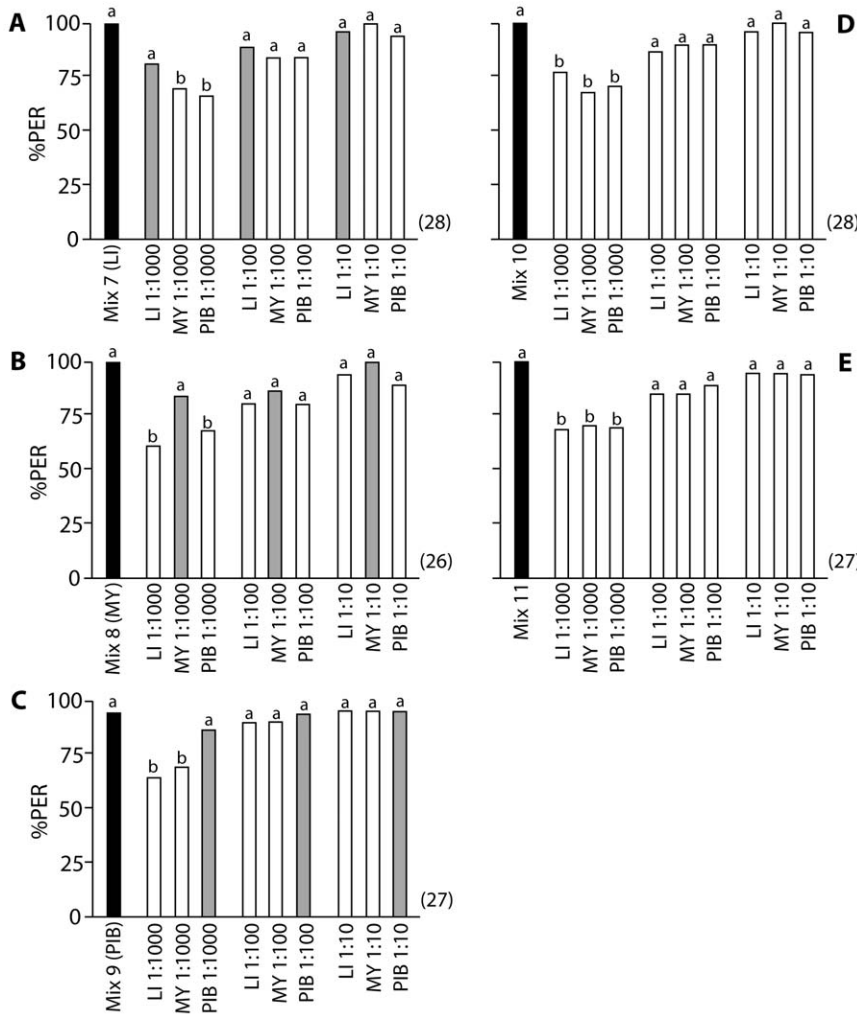 A
%PER
100
75
50
25
0
a
a
b
b
a
a
a
a
a
a
Mix 7 (LI)
LI 1:1000
MY 1:1000
PIB 1:1000
LI 1:100
MY 1:100
PIB 1:100
LI 1:10
MY 1:10
PIB 1:10
(28)
D
a
b
b
b
a
a
a
a
a
a
Mix 10
LI 1:1000
MY 1:1000
PIB 1:1000
LI 1:100
MY 1:100
PIB 1:100
LI 1:10
MY 1:10
PIB 1:10
(28)
B
%PER
100
75
50
25
0
a
b
a
b
a
a
a
a
a
a
Mix 8 (MY)
LI 1:1000
MY 1:1000
PIB 1:1000
LI 1:100
MY 1:100
PIB 1:100
LI 1:10
MY 1:10
PIB 1:10
(26)
E
a
b
b
b
a
a
a
a
a
a
Mix 11
LI 1:1000
MY 1:1000
PIB 1:1000
LI 1:100
MY 1:100
PIB 1:100
LI 1:10
MY 1:10
PIB 1:10
(27)
C
%PER
100
75
50
25
0
a
b
b
a
a
a
a
a
a
a
Mix 9 (PIB)
LI 1:1000
MY 1:1000
PIB 1:1000
LI 1:100
MY 1:100
PIB 1:100
LI 1:10
MY 1:10
PIB 1:10
(27)